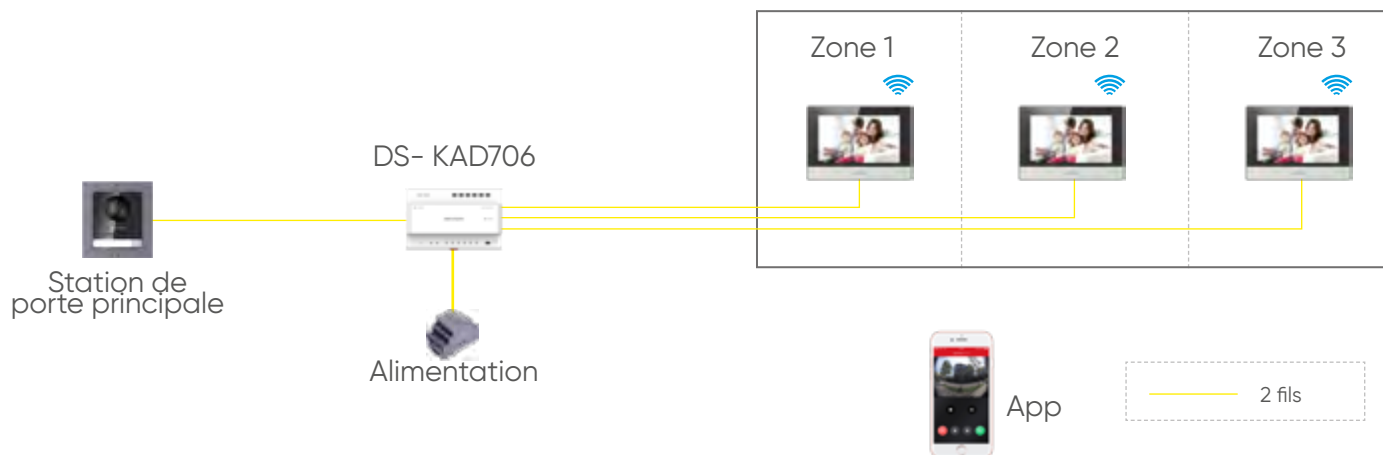 Zone 1
Zone 2
Zone 3
DS- KAD706
Station de
porte principale
Alimentation
App
2 fils